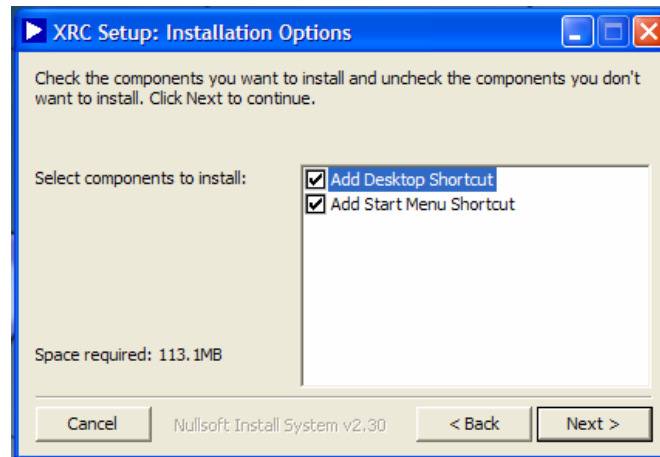 XRC Setup: Installation Options
Check the components you want to install and uncheck the components you don't
want to install. Click Next to continue.
Select components to install:
Add Desktop Shortcut
Add Start Menu Shortcut
Space required: 113.1MB
Cancel
Nullsoft Install System v2.30
< Back
Next >